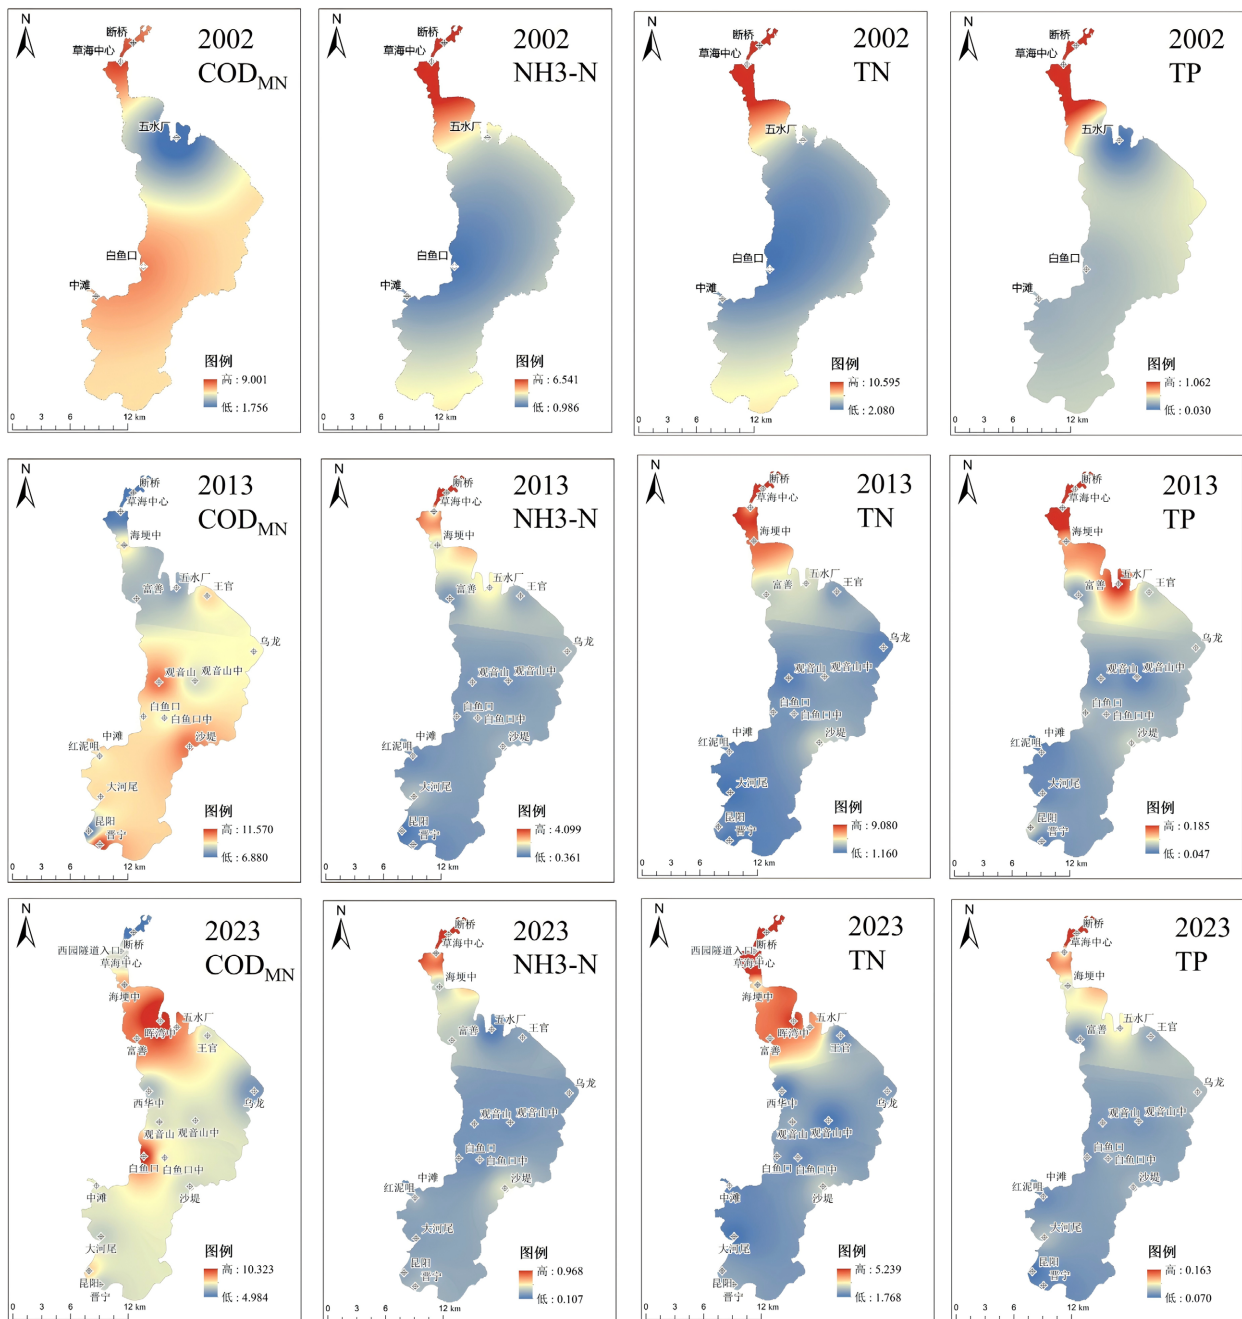 N
2002
COD_MN
断桥
草海中心
五水厂
白鱼口
中滩
图例
高 : 9.001
低 : 1.756
0 3 6 12 km
N
2002
NH3-N
断桥
草海中心
五水厂
白鱼口
中滩
图例
高 : 6.541
低 : 0.986
0 3 6 12 km
N
2002
TN
断桥
草海中心
五水厂
白鱼口
中滩
图例
高 : 10.595
低 : 2.080
0 3 6 12 km
N
2002
TP
断桥
草海中心
五水厂
白鱼口
中滩
图例
高 : 1.062
低 : 0.030
0 3 6 12 km
N
2013
COD_MN
断桥
草海中心
海埂中
五水厂
富善
王官
乌龙
观音山 观音山中
白鱼口
白鱼口中
中滩
沙堤
红泥咀
大河尾
昆阳
晋宁
图例
高 : 11.570
低 : 6.880
0 3 6 12 km
N
2013
NH3-N
断桥
草海中心
海埂中
五水厂
富善
王官
乌龙
观音山 观音山中
白鱼口
白鱼口中
中滩
沙堤
红泥咀
大河尾
昆阳
晋宁
图例
高 : 4.099
低 : 0.361
0 3 6 12 km
N
2013
TN
断桥
草海中心
海埂中
五水厂
富善
王官
乌龙
观音山 观音山中
白鱼口
白鱼口中
中滩
沙堤
红泥咀
大河尾
昆阳
晋宁
图例
高 : 9.080
低 : 1.160
0 3 6 12 km
N
2013
TP
断桥
草海中心
海埂中
五水厂
富善
王官
乌龙
观音山 观音山中
白鱼口
白鱼口中
中滩
沙堤
红泥咀
大河尾
昆阳
晋宁
图例
高 : 0.185
低 : 0.047
0 3 6 12 km
N
2023
COD_MN
断桥
西园隧道入口
草海中心
海埂中
五水厂
晖湾中
富善
王官
西华中
乌龙
观音山 观音山中
白鱼口 白鱼口中
中滩
沙堤
大河尾
昆阳
晋宁
图例
高 : 10.323
低 : 4.984
0 3 6 12 km
N
2023
NH3-N
断桥
草海中心
海埂中
五水厂
富善
王官
乌龙
观音山 观音山中
白鱼口
白鱼口中
中滩
沙堤
红泥咀
大河尾
昆阳
晋宁
图例
高 : 0.968
低 : 0.107
0 3 6 12 km
N
2023
TN
断桥
西园隧道入口
草海中心
海埂中
五水厂
晖湾中
富善
王官
西华中
乌龙
观音山 观音山中
白鱼口 白鱼口中
中滩
沙堤
大河尾
昆阳
晋宁
图例
高 : 5.239
低 : 1.768
0 3 6 12 km
N
2023
TP
断桥
草海中心
海埂中
五水厂
富善
王官
乌龙
观音山 观音山中
白鱼口
白鱼口中
中滩
沙堤
红泥咀
大河尾
昆阳
晋宁
图例
高 : 0.163
低 : 0.070
0 3 6 12 km